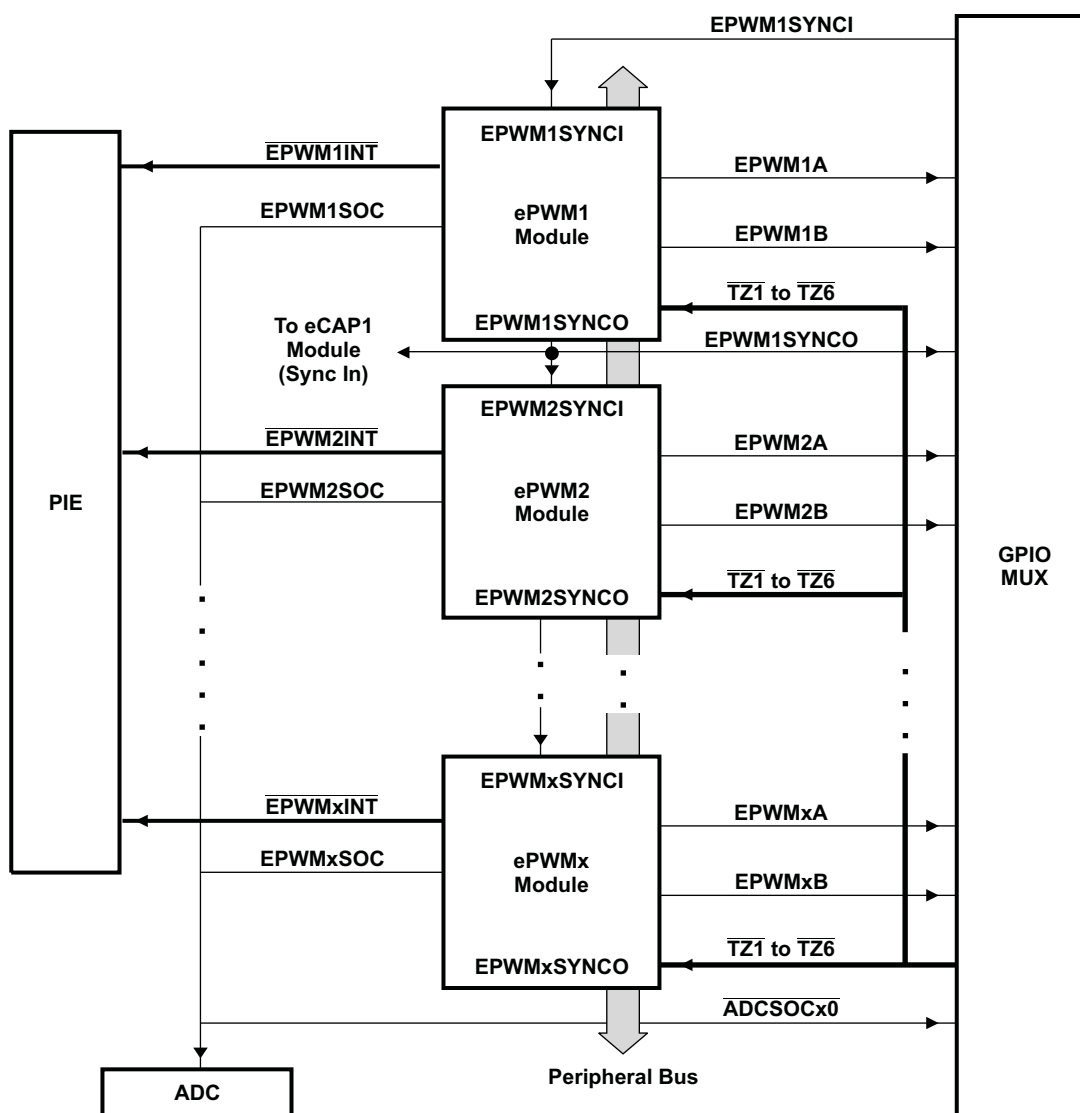 EPWM1SYNCI
EPWM1SYNCI
EPWM1INT
EPWM1A
EPWM1SOC
ePWM1
Module
EPWM1B
TZ1 to TZ6
EPWM1SYNCO
To eCAP1
Module
(Sync In)
EPWM1SYNCO
EPWM2SYNCI
EPWM2INT
EPWM2A
PIE
EPWM2SOC
ePWM2
Module
EPWM2B
GPIO
MUX
TZ1 to TZ6
EPWM2SYNCO
EPWMxSYNCI
EPWMxINT
EPWMxA
EPWMxSOC
ePWMx
Module
EPWMxB
TZ1 to TZ6
EPWMxSYNCO
ADCSOCx0
Peripheral Bus
ADC